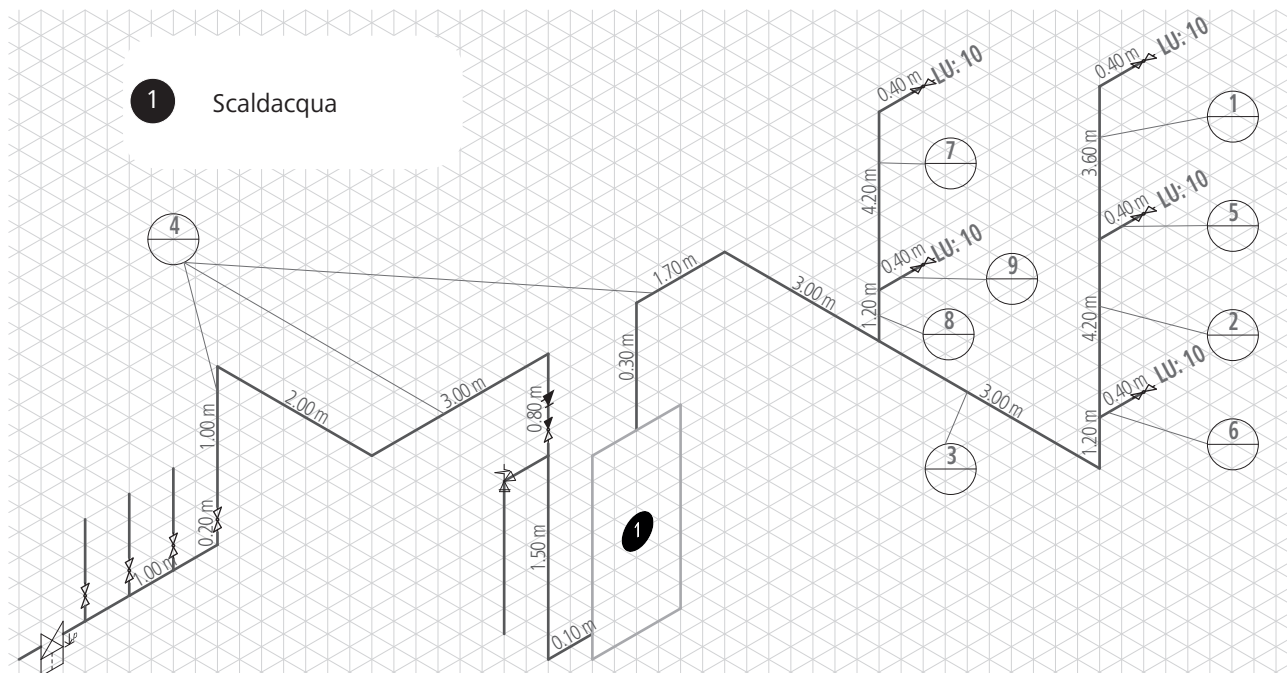 1 Scaldacqua
0.40 m LU: 10
0.40 m LU: 10
1
7
3.60 m
4.20 m
0.40 m LU: 10
5
4
0.40 m LU: 10
9
1.70 m
3.00 m
1.20 m
8
4.20 m
2
0.30 m
3.00 m
2.00 m
3.00 m
0.40 m LU: 10
6
0.80 m
1.00 m
1.20 m
3
0.20 m
1.50 m
1
1.00 m
0.10 m
p